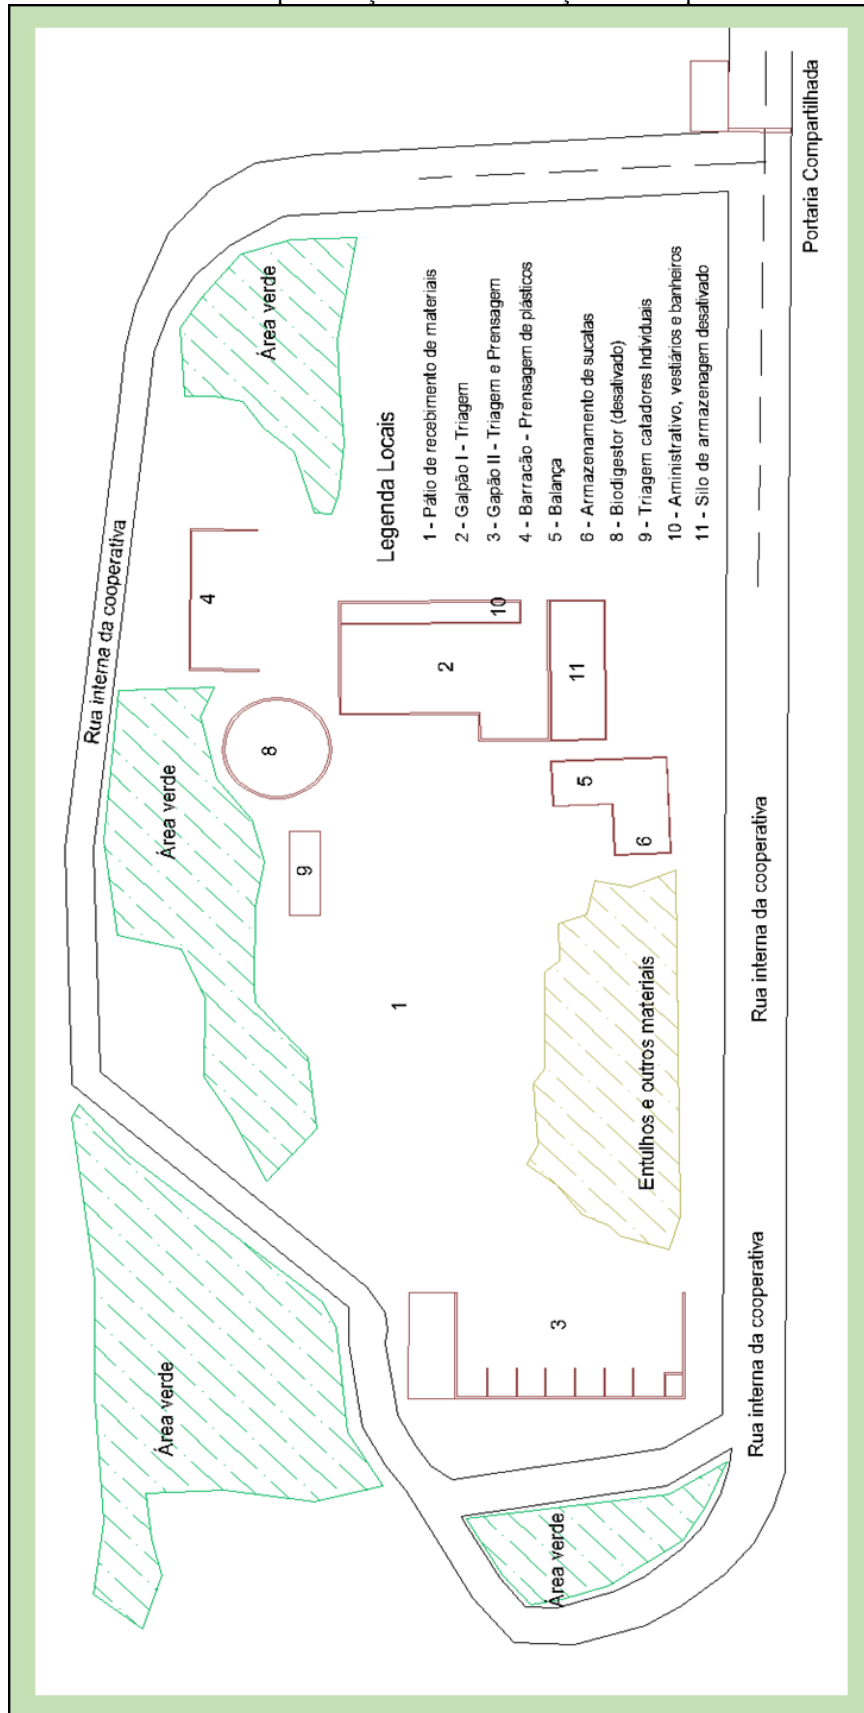 Portaria Compartilhada
Área verde
Rua interna da cooperativa
4
Legenda Locais
1 - Pátio de recebimento de materiais
2 - Galpão I - Triagem
3 - Gapão II - Triagem e Prensagem
4 - Barracão - Prensagem de plásticos
5 - Balança
6 - Armazenamento de sucatas
8 - Biodigestor (desativado)
9 - Triagem catadores Individuais
10 - Aministrativo, vestiários e banheiros
11 - Silo de armazenagem desativado
10
2
11
8
Área verde
9
5
6
Rua interna da cooperativa
1
Entulhos e outros materiais
Área verde
3
Rua interna da cooperativa
Área verde